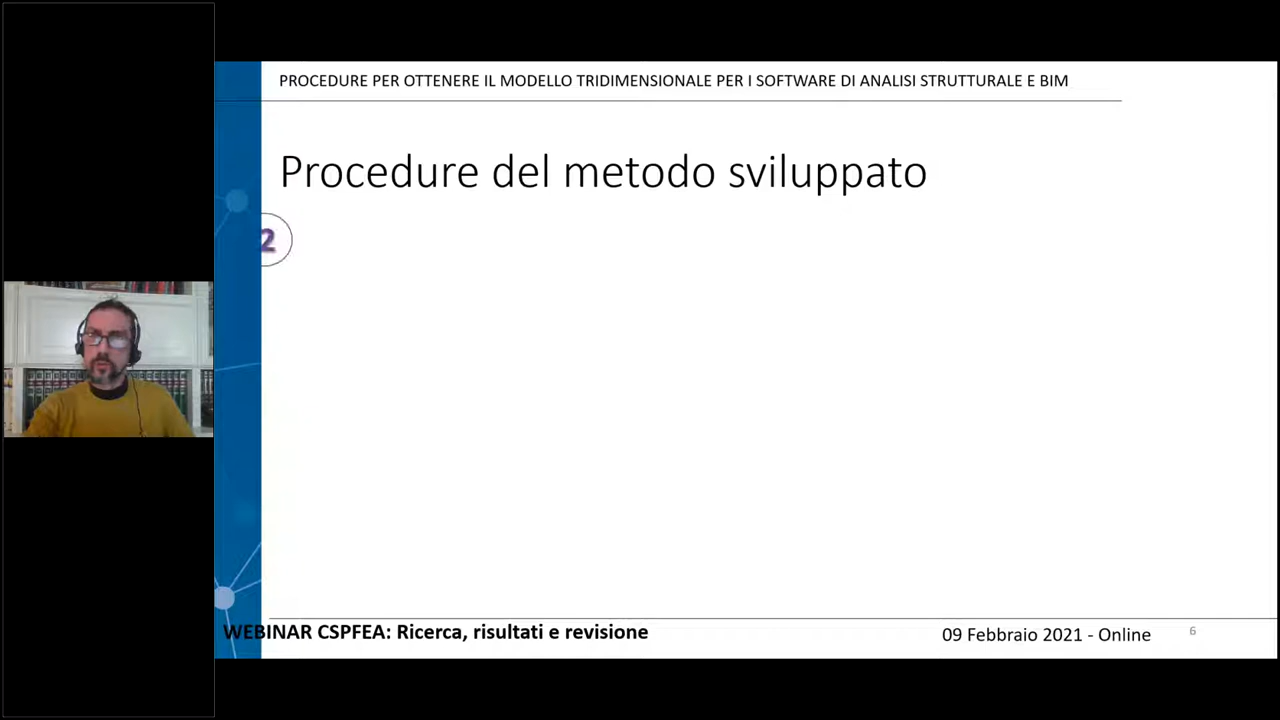 PROCEDURE PER OTTENERE IL MODELLO TRIDIMENSIONALE PER I SOFTWARE DI ANALISI STRUTTURALE E BIM
Procedure del metodo sviluppato
2
WEBINAR CSPFEA: Ricerca, risultati e revisione
09 Febbraio 2021 - Online
6